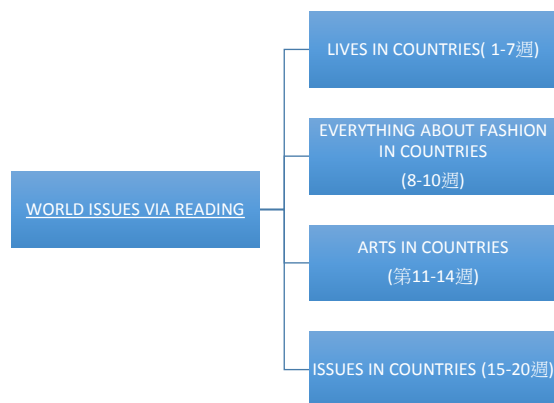 LIVES IN COUNTRIES( 1-7週)
EVERYTHING ABOUT FASHION
IN COUNTRIES
(8-10週)
WORLD ISSUES VIA READING
ARTS IN COUNTRIES
(第11-14週)
ISSUES IN COUNTRIES (15-20週)